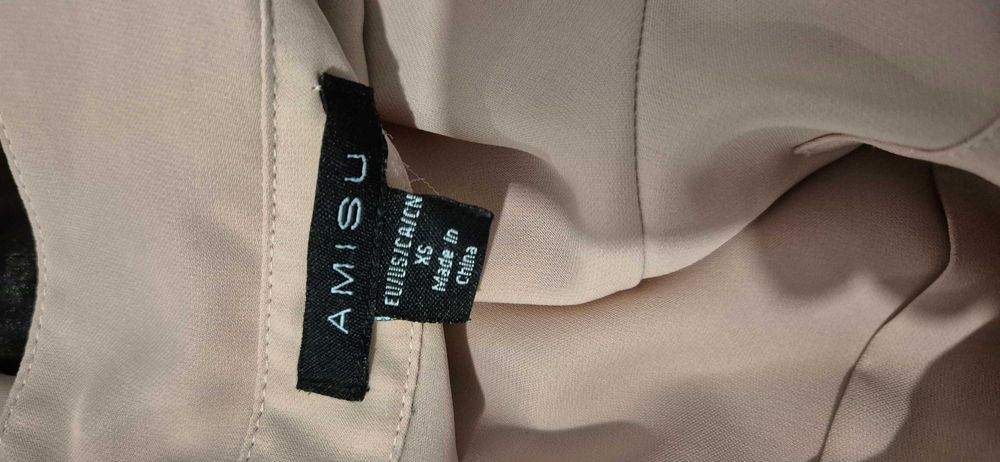 AMISU
EU/US/CA/CN
XS
Made in
China